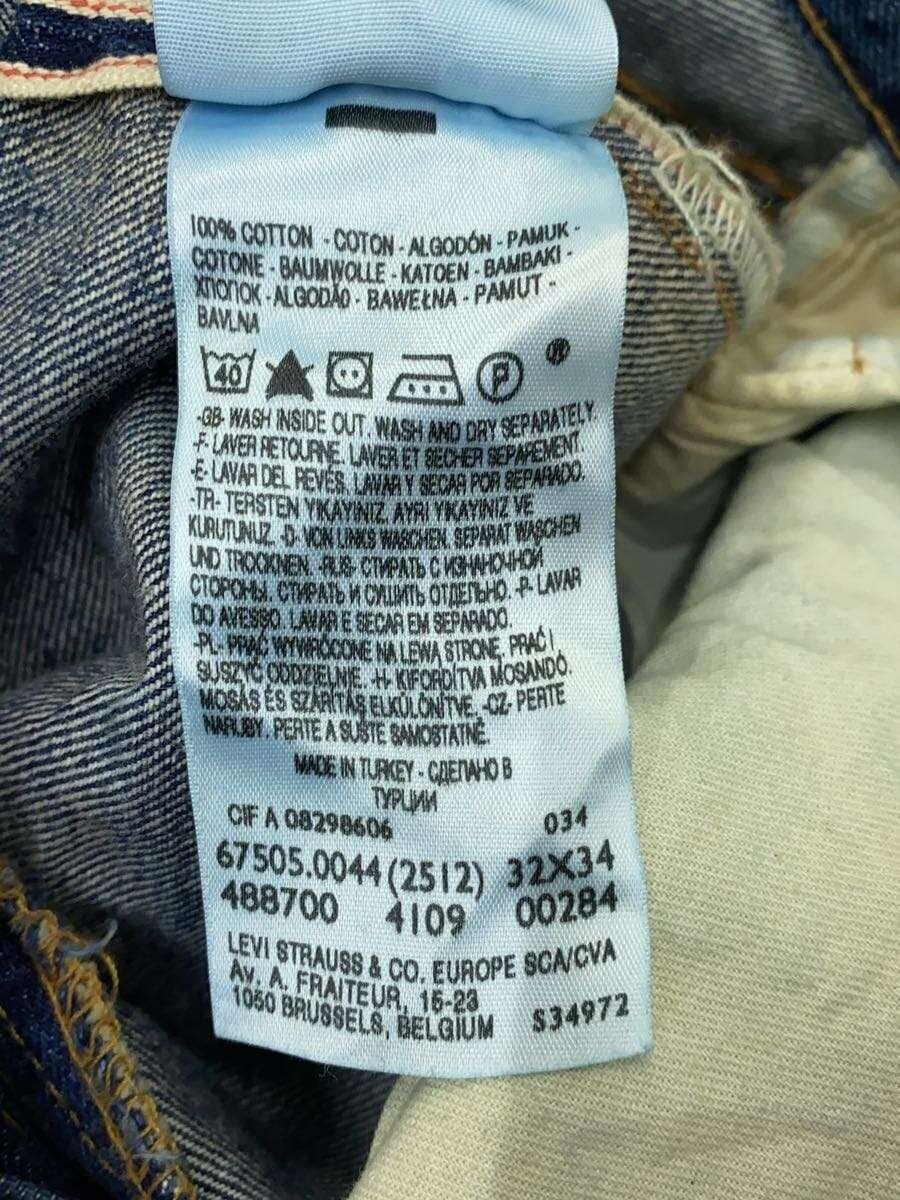 100% COTTON - COTON - ALGODÓN - PAMUK -
COTONE - BAUMWOLLE - KATOEN - BAMBAKI -
ХЛОПОК - ALGODÃO - BAWEŁNA - PAMUT -
BAVLNA
40 P ®
-GB- WASH INSIDE OUT. WASH AND DRY SEPARATELY.
-F- LAVER RETOURNE. LAVER ET SECHER SEPAREMENT.
-E- LAVAR DEL REVÉS. LAVAR Y SECAR POR SEPARADO.
-TR- TERSTEN YIKAYINIZ. AYRI YIKAYINIZ VE
KURUTUNUZ. -D- VON LINKS WASCHEN. SEPARAT WASCHEN
UND TROCKNEN. -RUS- СТИРАТЬ С ИЗНАНОЧНОЙ
СТОРОНЫ. СТИРАТЬ И СУШИТЬ ОТДЕЛЬНО. -P- LAVAR
DO AVESSO. LAVAR E SECAR EM SEPARADO.
-PL- PRAĆ WYWRÓCONE NA LEWĄ STRONĘ, PRAĆ I
SUSZYĆ ODDZIELNIE. -H- KIFORDÍTVA MOSANDÓ.
MOSÁS ÉS SZÁRÍTÁS ELKÜLÖNÍTVE. -CZ- PERTE
NARUBY. PERTE A SUŠTE SAMOSTATNĚ.
MADE IN TURKEY - СДЕЛАНО В
ТУРЦИИ
CIF A 08298606 034
67505.0044 (2512) 32X34
488700 4109 00284
LEVI STRAUSS & CO. EUROPE SCA/CVA
Av. A. FRAITEUR, 15-23
1050 BRUSSELS, BELGIUM S34972